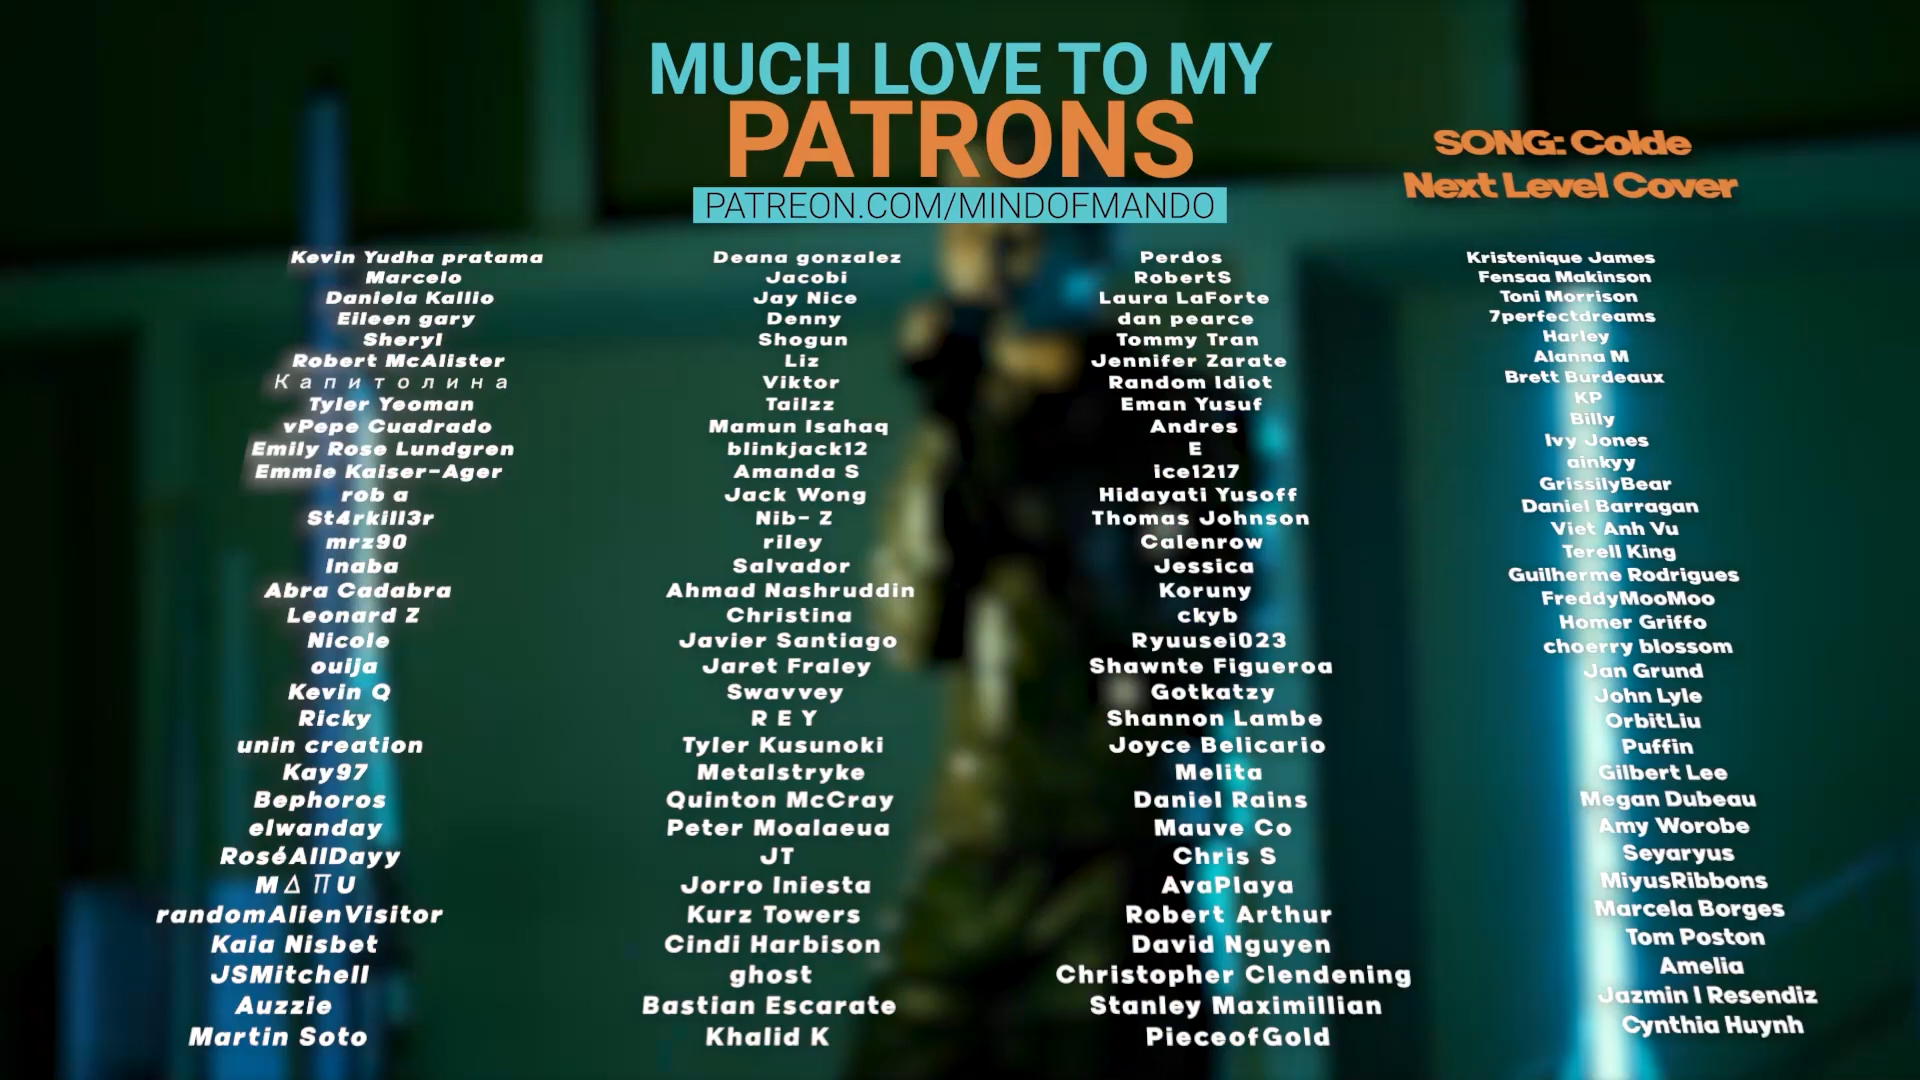 MUCH LOVE TO MY
PATRONS
PATREON.COM/MINDOFMANDO
SONG: Colde
Next Level Cover
Kevin Yudha pratama
Marcelo
Daniela Kallio
Eileen gary
Sheryl
Robert McAlister
Капитолина
Tyler Yeoman
vPepe Cuadrado
Emily Rose Lundgren
Emmie Kaiser-Ager
rob a
St4rkill3r
mrz90
Inaba
Abra Cadabra
Leonard Z
Nicole
ouija
Kevin Q
Ricky
unin creation
Kay97
Bephoros
elwanday
RoséAllDayy
M Δ ∏ U
randomAlienVisitor
Kaia Nisbet
JSMitchell
Auzzie
Martin Soto
Deana gonzalez
Jacobi
Jay Nice
Denny
Shogun
Liz
Viktor
Tailzz
Mamun Isahaq
blinkjack12
Amanda S
Jack Wong
Nib- Z
riley
Salvador
Ahmad Nashruddin
Christina
Javier Santiago
Jaret Fraley
Swavvey
R E Y
Tyler Kusunoki
Metalstryke
Quinton McCray
Peter Moalaeua
JT
Jorro Iniesta
Kurz Towers
Cindi Harbison
ghost
Bastian Escarate
Khalid K
Perdos
RobertS
Laura LaForte
dan pearce
Tommy Tran
Jennifer Zarate
Random Idiot
Eman Yusuf
Andres
E
ice1217
Hidayati Yusoff
Thomas Johnson
Calenrow
Jessica
Koruny
ckyb
Ryuusei023
Shawnte Figueroa
Gotkatzy
Shannon Lambe
Joyce Belicario
Melita
Daniel Rains
Mauve Co
Chris S
AvaPlaya
Robert Arthur
David Nguyen
Christopher Clendening
Stanley Maximillian
PieceofGold
Kristenique James
Fensaa Makinson
Toni Morrison
7perfectdreams
Harley
Alanna M
Brett Burdeaux
KP
Billy
Ivy Jones
ainkyy
GrissilyBear
Daniel Barragan
Viet Anh Vu
Terell King
Guilherme Rodrigues
FreddyMooMoo
Homer Griffo
choerry blossom
Jan Grund
John Lyle
OrbitLiu
Puffin
Gilbert Lee
Megan Dubeau
Amy Worobe
Seyaryus
MiyusRibbons
Marcela Borges
Tom Poston
Amelia
Jazmin I Resendiz
Cynthia Huynh